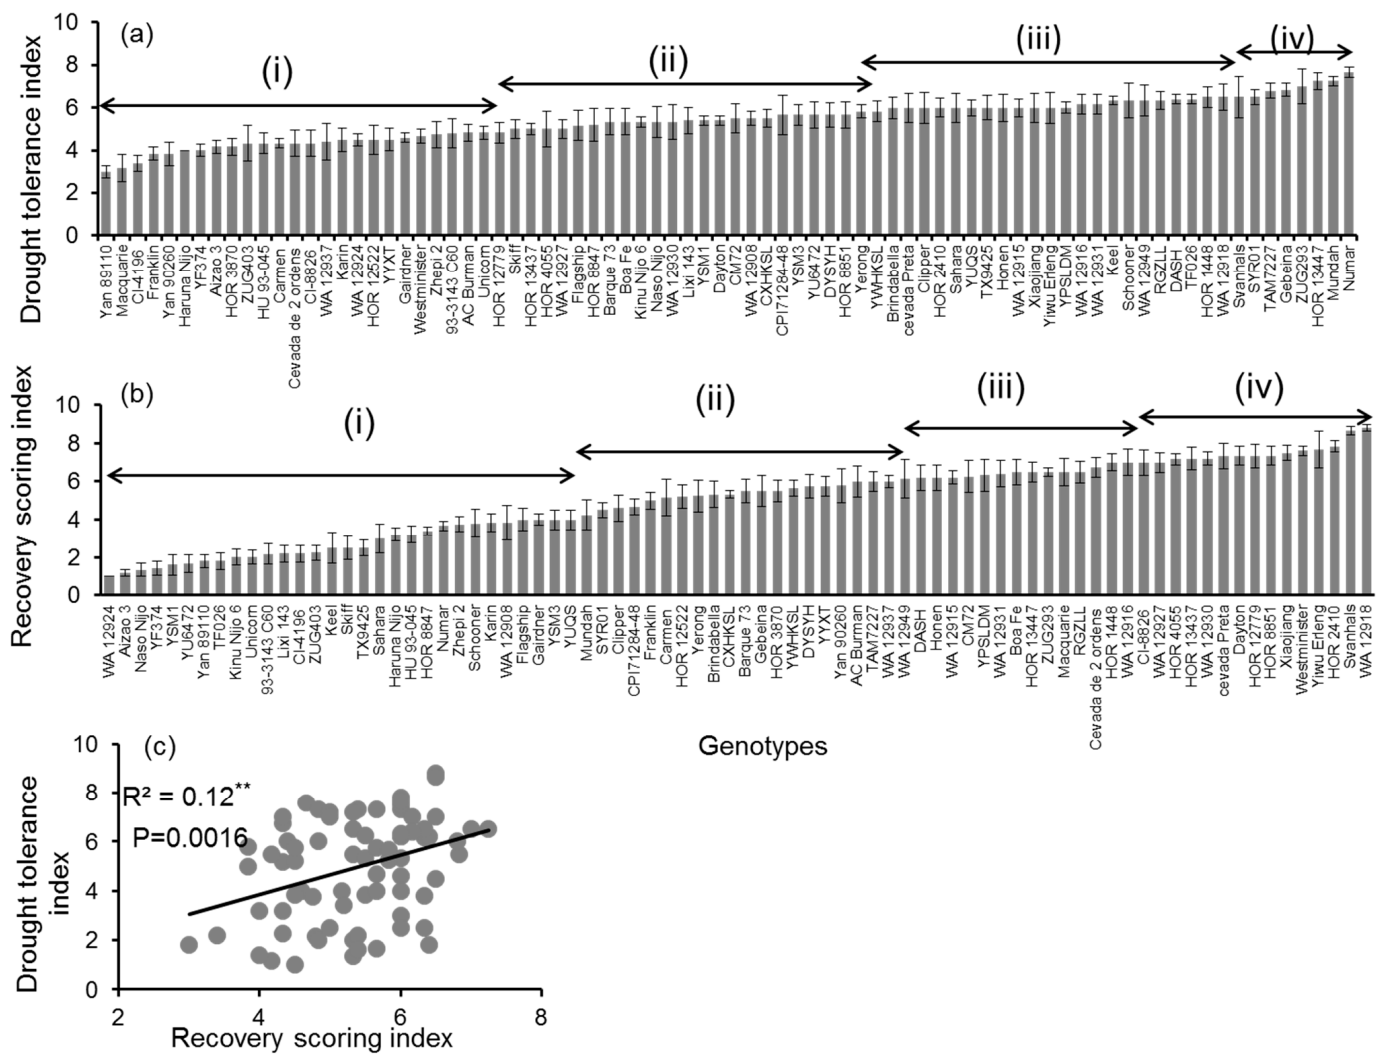 (a)
Drought tolerance index
10
8
6
4
2
0
(i)
(ii)
(iii)
(iv)
Yan 89110
Macquarie
CI-4196
Franklin
Yan 90260
Haruna Nijo
YF374
Aizao 3
HOR 3870
ZUG403
HU 93-045
Carmen
Cevada de 2 ordens
CI-8826
WA 12937
Karin
WA 12924
HOR 12522
YYXT
Gairdner
Westminister
Zhepi 2
93-3143 C60
AC Burman
Unicorn
HOR 12779
Skiff
HOR 13437
HOR 4055
WA 12927
Flagship
HOR 8847
Barque 73
Boa Fe
Kinu Nijo 6
Naso Nijo
WA 12930
Lixi 143
YSM1
Dayton
CM72
WA 12908
CXHKSL
CPI71284-48
YSM3
YU6472
DYSYH
HOR 8851
Yerong
YWHKSL
Brindabella
cevada Preta
Clipper
HOR 2410
Sahara
YUQS
TX9425
Honen
WA 12915
Xiaojiang
Yiwu Erleng
YPSLDM
WA 12916
WA 12931
Keel
Schooner
WA 12949
RGZLL
DASH
TF026
HOR 1448
WA 12918
Svanhals
SYR01
TAM7227
Gebeina
ZUG293
HOR 13447
Mundah
Numar
(b)
Recovery scoring index
10
8
6
4
2
0
(i)
(ii)
(iii)
(iv)
WA 12924
Aizao 3
Naso Nijo
YF374
YSM1
YU6472
Yan 89110
TF026
Kinu Nijo 6
Unicorn
93-3143 C60
Lixi 143
CI-4196
ZUG403
Keel
Skiff
TX9425
Sahara
Haruna Nijo
HU 93-045
HOR 8847
Numar
Zhepi 2
Schooner
Karin
WA 12908
Flagship
Gairdner
YSM3
YUQS
Mundah
SYR01
Clipper
CPI71284-48
Franklin
Carmen
HOR 12522
Yerong
Brindabella
CXHKSL
Barque 73
Gebeina
HOR 3870
YWHKSL
DYSYH
YYXT
Yan 90260
AC Burman
TAM7227
WA 12937
WA 12949
DASH
Honen
WA 12915
CM72
YPSLDM
WA 12931
Boa Fe
HOR 13447
ZUG293
Macquarie
RGZLL
Cevada de 2 ordens
HOR 1448
WA 12916
CI-8826
WA 12927
HOR 4055
HOR 13437
WA 12930
cevada Preta
Dayton
HOR 12779
HOR 8851
Xiaojiang
Westminister
Yiwu Erleng
HOR 2410
Svanhals
WA 12918
Genotypes
(c)
Drought tolerance
index
10
8
6
4
2
0
R² = 0.12**
P=0.0016
2
4
6
8
Recovery scoring index